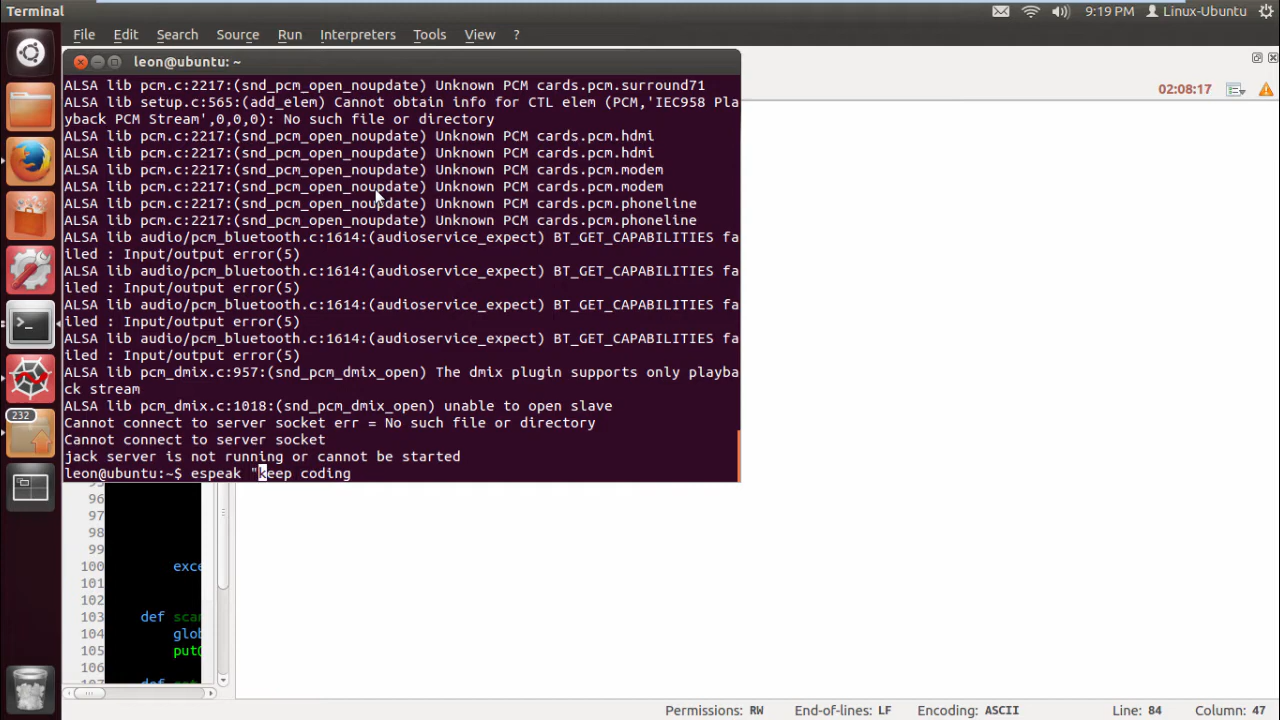 Terminal
9:19 PM
Linux-Ubuntu
File Edit Search Source Run Interpreters Tools View ?
leon@ubuntu: ~
02:08:17
ALSA lib pcm.c:2217:(snd_pcm_open_noupdate) Unknown PCM cards.pcm.surround71
ALSA lib setup.c:565:(add_elem) Cannot obtain info for CTL elem (PCM,'IEC958 Pla
yback PCM Stream',0,0,0): No such file or directory
ALSA lib pcm.c:2217:(snd_pcm_open_noupdate) Unknown PCM cards.pcm.hdmi
ALSA lib pcm.c:2217:(snd_pcm_open_noupdate) Unknown PCM cards.pcm.hdmi
ALSA lib pcm.c:2217:(snd_pcm_open_noupdate) Unknown PCM cards.pcm.modem
ALSA lib pcm.c:2217:(snd_pcm_open_noupdate) Unknown PCM cards.pcm.modem
ALSA lib pcm.c:2217:(snd_pcm_open_noupdate) Unknown PCM cards.pcm.phoneline
ALSA lib pcm.c:2217:(snd_pcm_open_noupdate) Unknown PCM cards.pcm.phoneline
ALSA lib audio/pcm_bluetooth.c:1614:(audioservice_expect) BT_GET_CAPABILITIES fa
iled : Input/output error(5)
ALSA lib audio/pcm_bluetooth.c:1614:(audioservice_expect) BT_GET_CAPABILITIES fa
iled : Input/output error(5)
ALSA lib audio/pcm_bluetooth.c:1614:(audioservice_expect) BT_GET_CAPABILITIES fa
iled : Input/output error(5)
ALSA lib audio/pcm_bluetooth.c:1614:(audioservice_expect) BT_GET_CAPABILITIES fa
iled : Input/output error(5)
ALSA lib pcm_dmix.c:957:(snd_pcm_dmix_open) The dmix plugin supports only playba
ck stream
ALSA lib pcm_dmix.c:1018:(snd_pcm_dmix_open) unable to open slave
Cannot connect to server socket err = No such file or directory
Cannot connect to server socket
jack server is not running or cannot be started
leon@ubuntu:~$ espeak "keep coding
232
96
97
98
99
100 exce
101
102
103 def scan
104 glob
105 put
106
107
Permissions: RW End-of-lines: LF Encoding: ASCII Line: 84 Column: 47